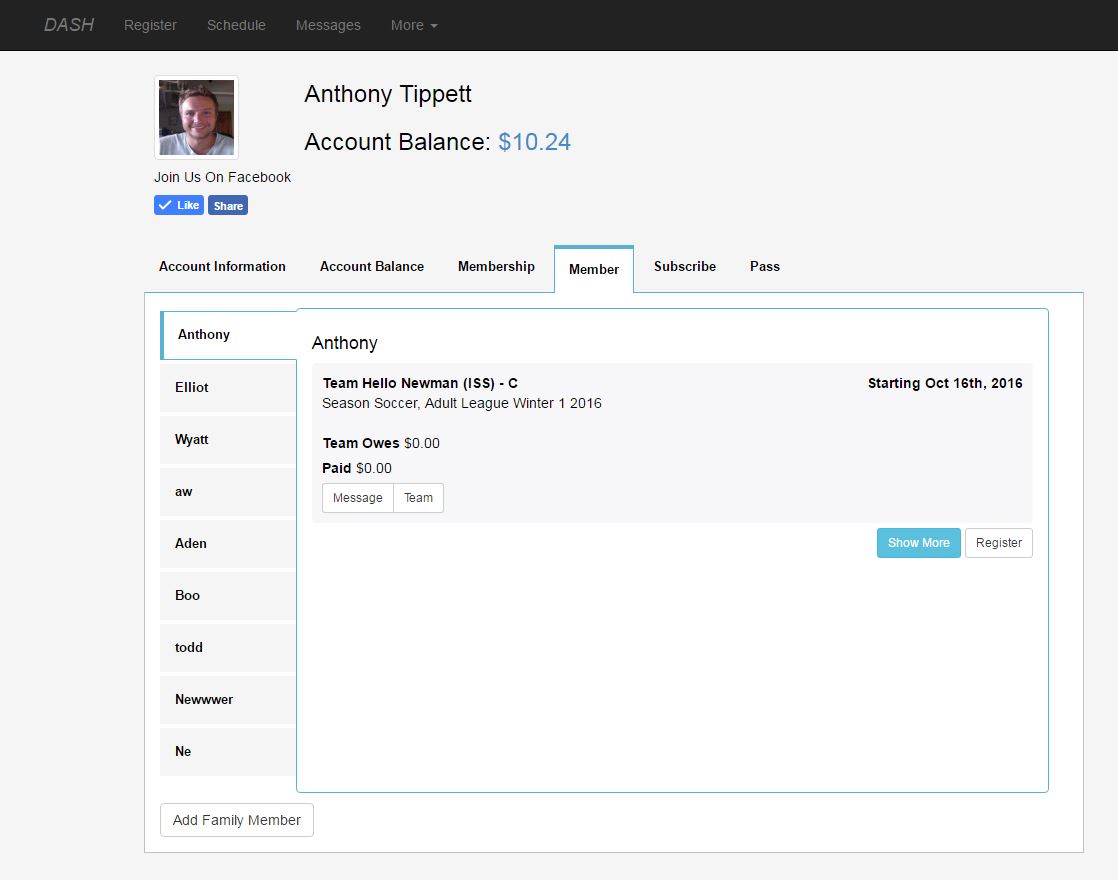 DASH Register Schedule Messages More
Anthony Tippett
Account Balance: $10.24
Join Us On Facebook
Like Share
Account Information Account Balance Membership Member Subscribe Pass
Anthony
Elliot
Wyatt
aw
Aden
Boo
todd
Newwwer
Ne
Anthony
Team Hello Newman (ISS) - C Starting Oct 16th, 2016
Season Soccer, Adult League Winter 1 2016
Team Owes $0.00
Paid $0.00
Message Team
Show More Register
Add Family Member